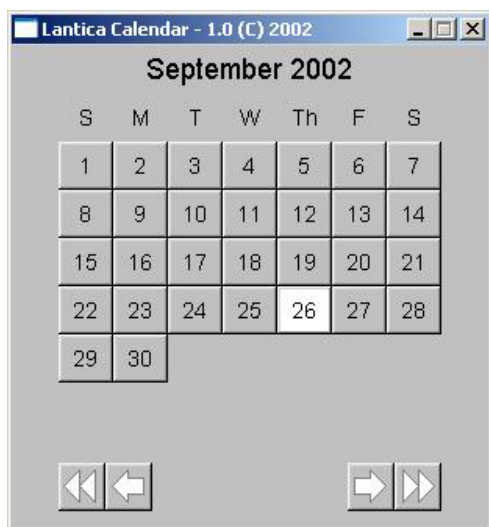 Lantica Calendar - 1.0 (C) 2002
September 2002
S M T W Th F S
1 2 3 4 5 6 7
8 9 10 11 12 13 14
15 16 17 18 19 20 21
22 23 24 25 26 27 28
29 30